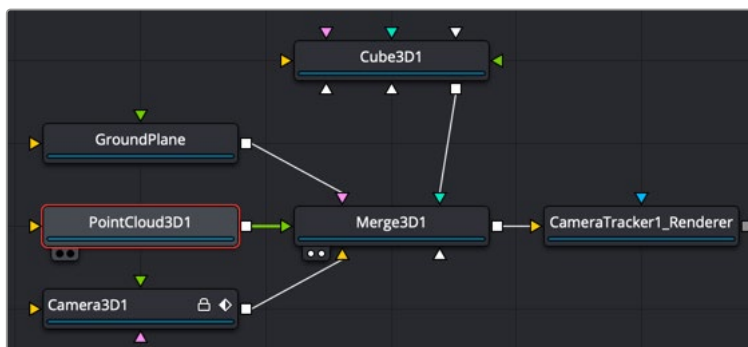 Cube3D1
GroundPlane
PointCloud3D1
Merge3D1
CameraTracker1_Renderer
Camera3D1